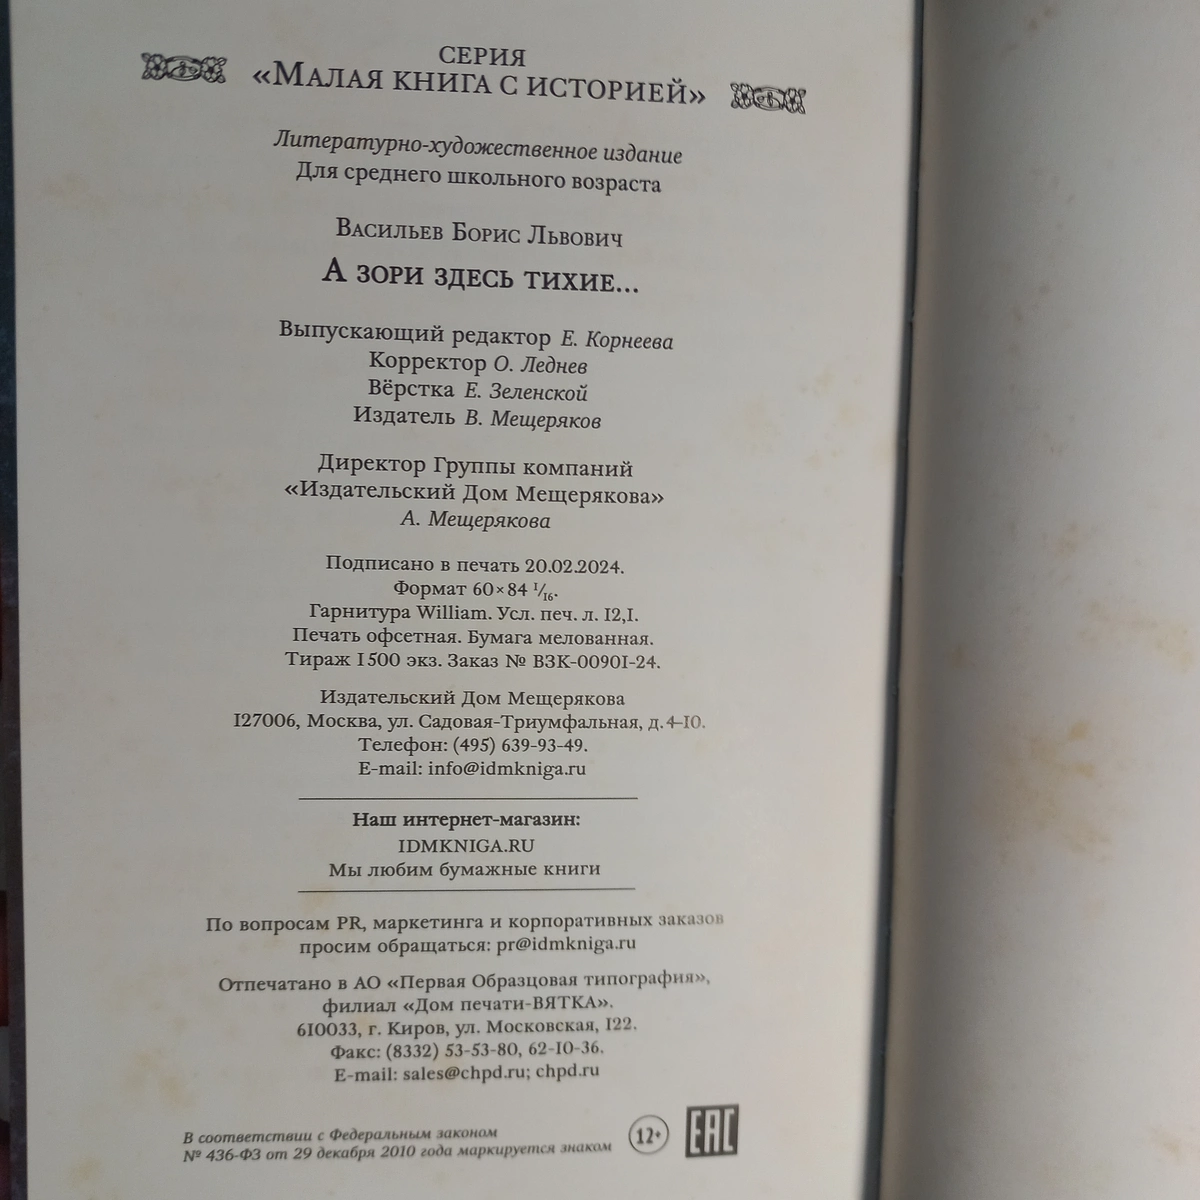 СЕРИЯ
«Малая книга с историей»
Литературно-художественное издание
Для среднего школьного возраста
Васильев Борис Львович
А зори здесь тихие...
Выпускающий редактор Е. Корнеева
Корректор О. Леднев
Вёрстка Е. Зеленской
Издатель В. Мещеряков
Директор Группы компаний
«Издательский Дом Мещерякова»
А. Мещерякова
Подписано в печать 20.02.2024.
Формат 60×84 1/16.
Гарнитура William. Усл. печ. л. 12,1.
Печать офсетная. Бумага мелованная.
Тираж 1500 экз. Заказ № ВЗК-00901-24.
Издательский Дом Мещерякова
127006, Москва, ул. Садовая-Триумфальная, д. 4-10.
Телефон: (495) 639-93-49.
E-mail: info@idmkniga.ru
Наш интернет-магазин:
IDMKNIGA.RU
Мы любим бумажные книги
По вопросам PR, маркетинга и корпоративных заказов
просим обращаться: pr@idmkniga.ru
Отпечатано в АО «Первая Образцовая типография»,
филиал «Дом печати-ВЯТКА».
610033, г. Киров, ул. Московская, 122.
Факс: (8332) 53-53-80, 62-10-36.
E-mail: sales@chpd.ru; chpd.ru
В соответствии с Федеральным законом
№ 436-ФЗ от 29 декабря 2010 года маркируется знаком
12+
EAC